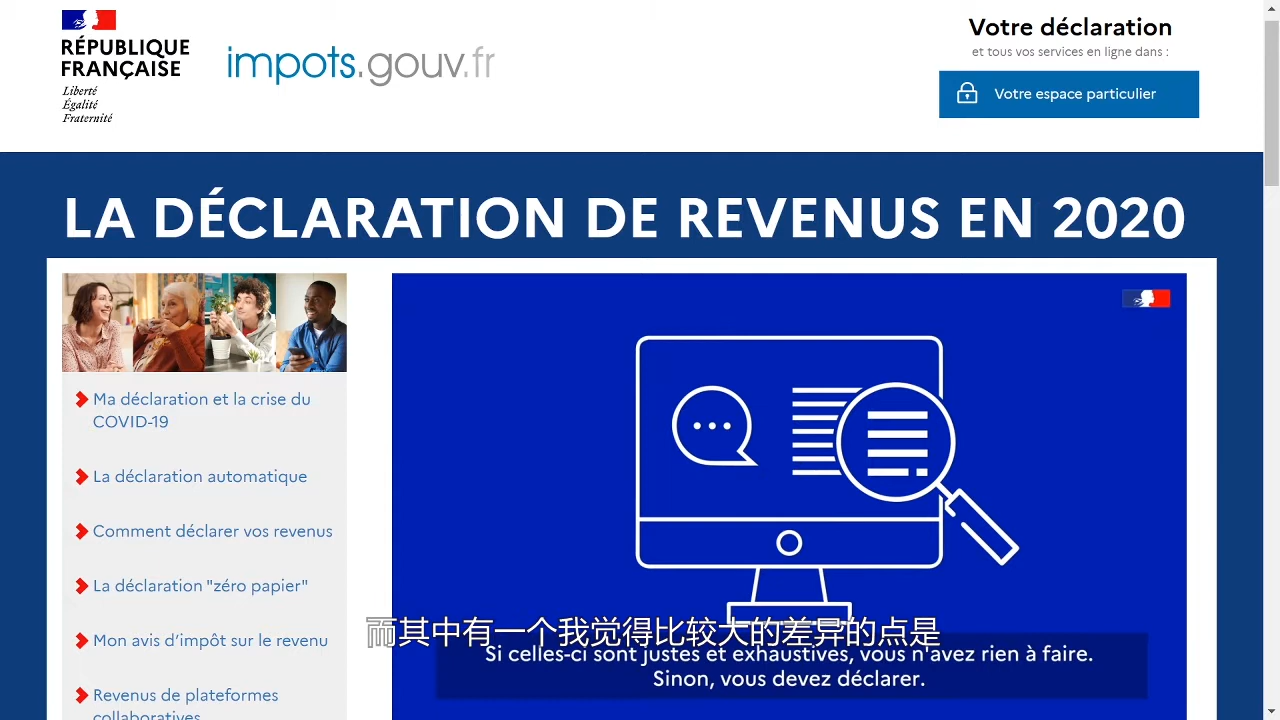 RÉPUBLIQUE
FRANÇAISE
Liberté
Égalité
Fraternité
impots.gouv.fr
Votre déclaration
et tous vos services en ligne dans :
Votre espace particulier
LA DÉCLARATION DE REVENUS EN 2020
Ma déclaration et la crise du
COVID-19
La déclaration automatique
Comment déclarer vos revenus
La déclaration "zéro papier"
Mon avis d’impôt sur le revenu
Revenus de plateformes
collaboratives
而其中有一个我觉得比较大的差异的点是
Si celles-ci sont justes et exhaustives, vous n'avez rien à faire.
Sinon, vous devez déclarer.